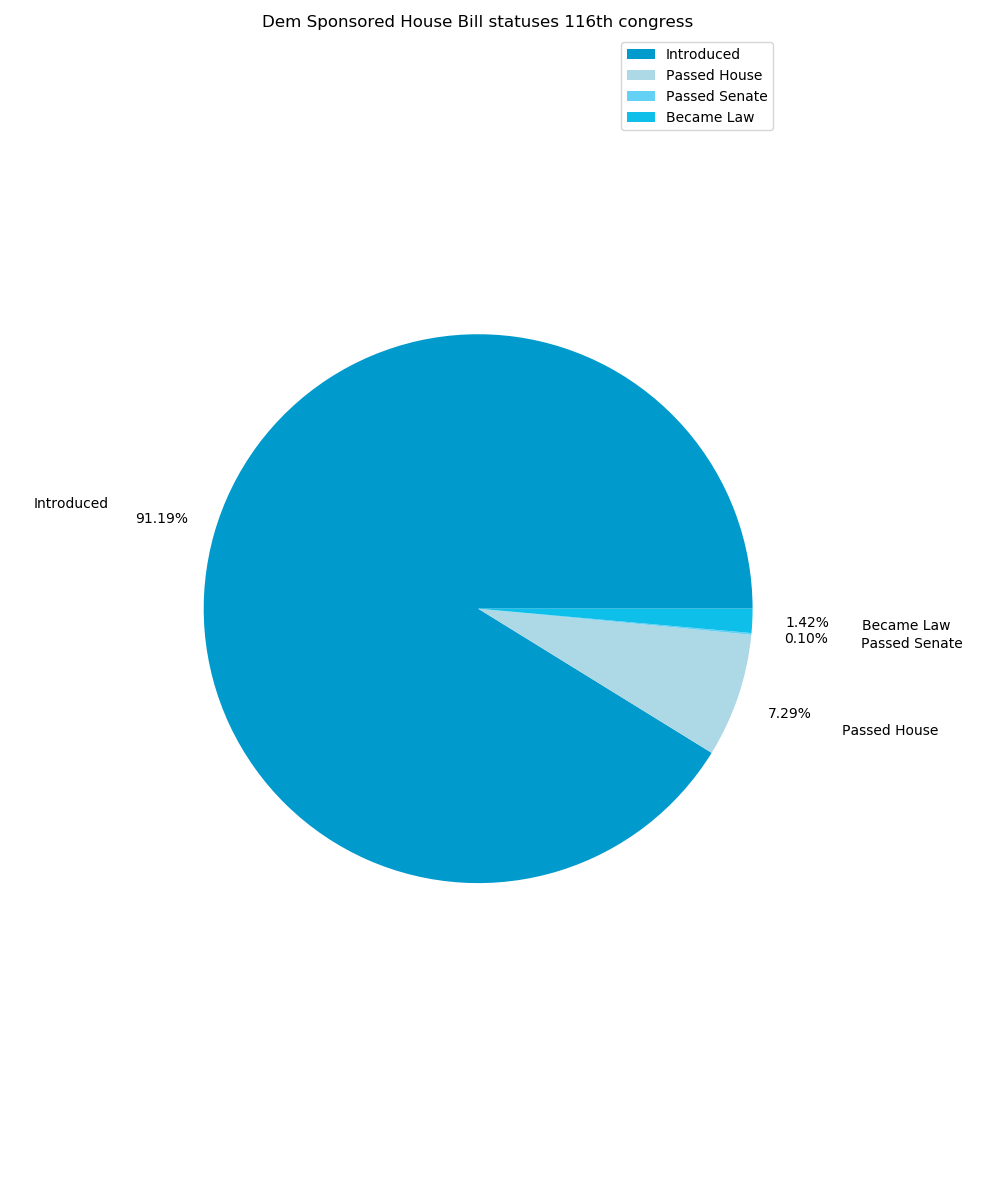 Dem Sponsored House Bill statuses 116th congress
Introduced
Passed House
Passed Senate
Became Law
Introduced
91.19%
1.42%
Became Law
0.10%
Passed Senate
7.29%
Passed House